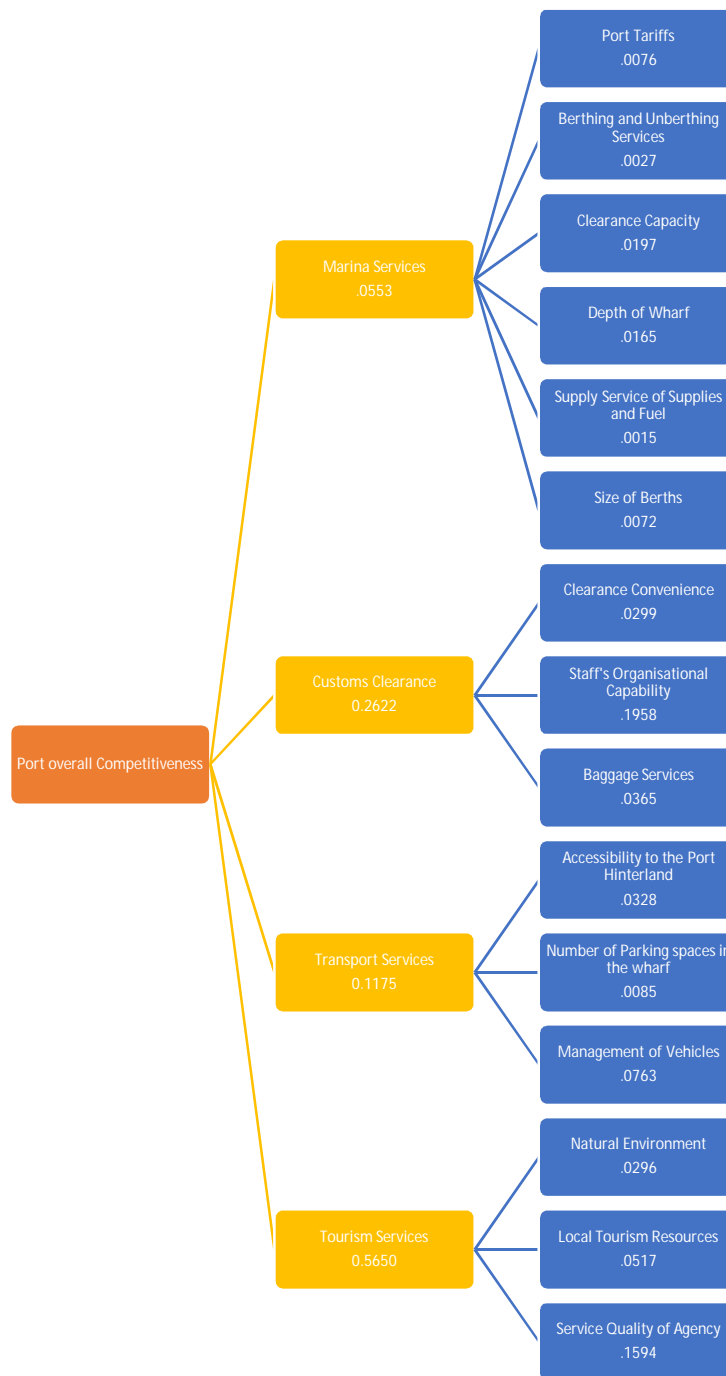 Port overall Competitiveness
Marina Services
.0553
Port Tariffs
.0076
Berthing and Unberthing
Services
.0027
Clearance Capacity
.0197
Depth of Wharf
.0165
Supply Service of Supplies
and Fuel
.0015
Size of Berths
.0072
Customs Clearance
0.2622
Clearance Convenience
.0299
Staff's Organisational
Capability
.1958
Baggage Services
.0365
Transport Services
0.1175
Accessibility to the Port
Hinterland
.0328
Number of Parking spaces in
the wharf
.0085
Management of Vehicles
.0763
Tourism Services
0.5650
Natural Environment
.0296
Local Tourism Resources
.0517
Service Quality of Agency
.1594